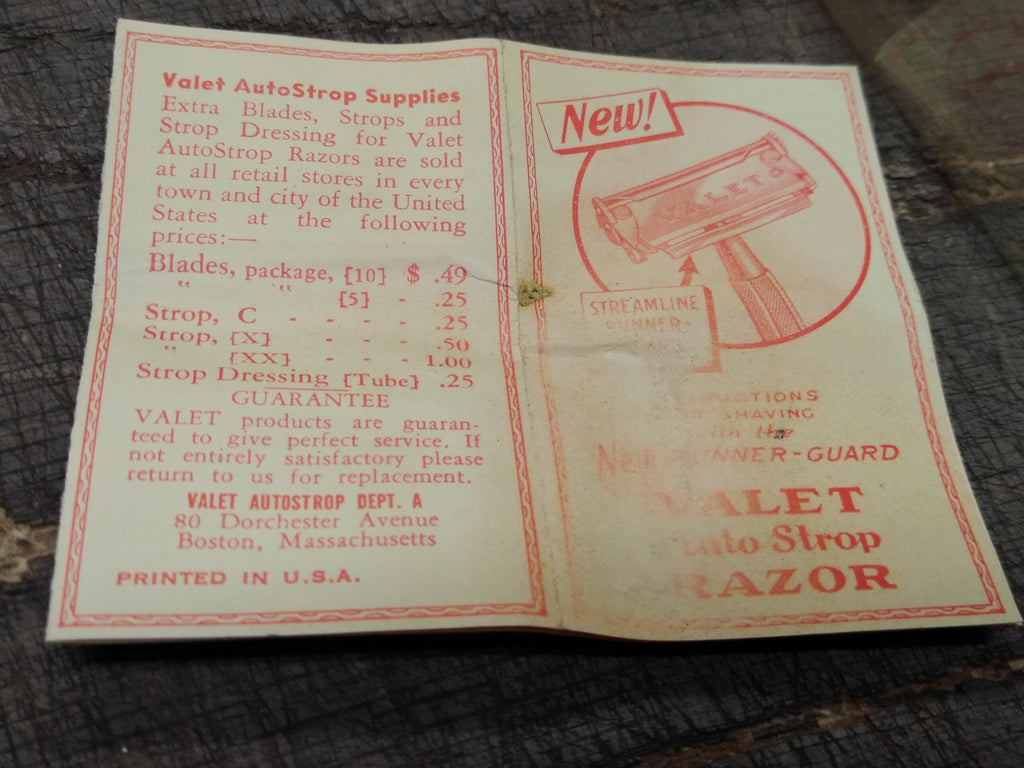 Valet AutoStrop Supplies
Extra Blades, Strops and
Strop Dressing for Valet
AutoStrop Razors are sold
at all retail stores in every
town and city of the United
States at the following
prices:—
Blades, package, [10] $ .49
" " [5] - .25
Strop, C - - - - .25
Strop, [X] - - - .50
" [XX] - - - 1.00
Strop Dressing [Tube] .25
GUARANTEE
VALET products are guaran-
teed to give perfect service. If
not entirely satisfactory please
return to us for replacement.
VALET AUTOSTROP DEPT. A
80 Dorchester Avenue
Boston, Massachusetts
PRINTED IN U.S.A.
New!
VALET
STREAMLINE
RUNNER-
SHAVING
the
RUNNER-GUARD
VALET
Auto-Strop
RAZOR